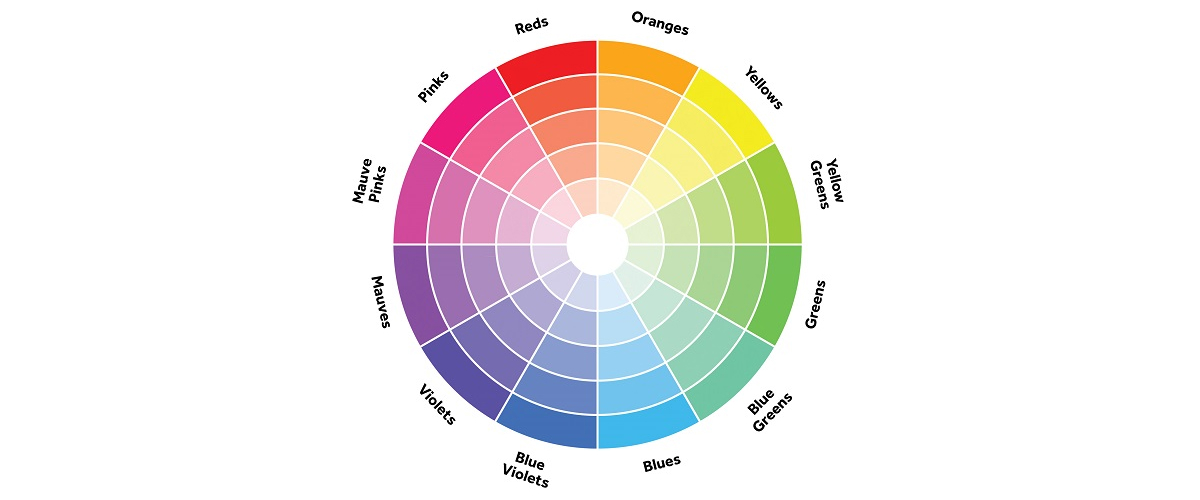 Reds
Oranges
Yellows
Yellow
Greens
Greens
Blue
Greens
Blues
Blue
Violets
Violets
Mauves
Mauve
Pinks
Pinks